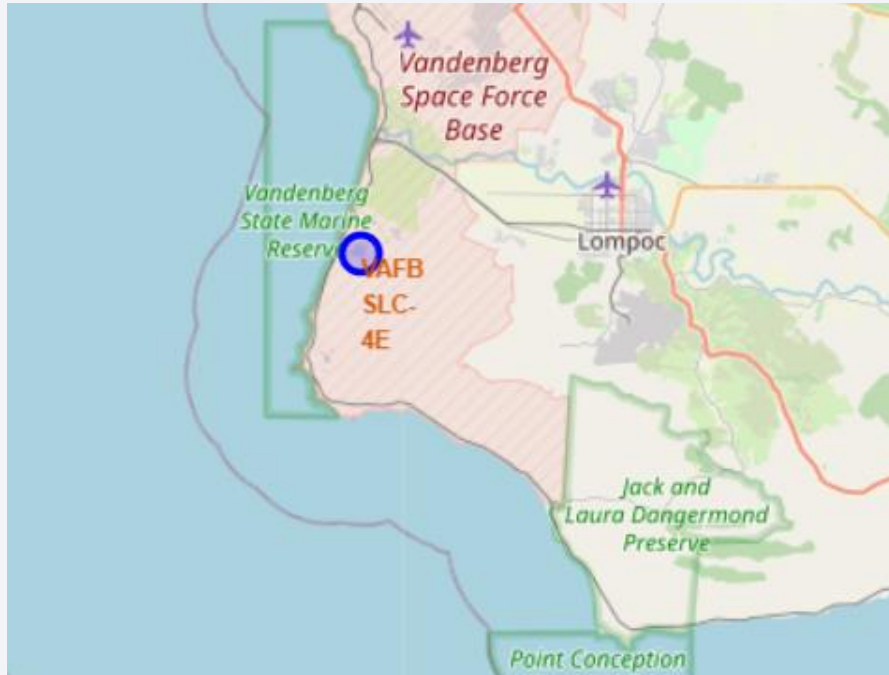 Vandenberg
Space Force
Base
Vandenberg
State Marine
Reserve
VAFB
SLC-
4E
Lompoc
Jack and
Laura Dangermond
Preserve
Point Conception